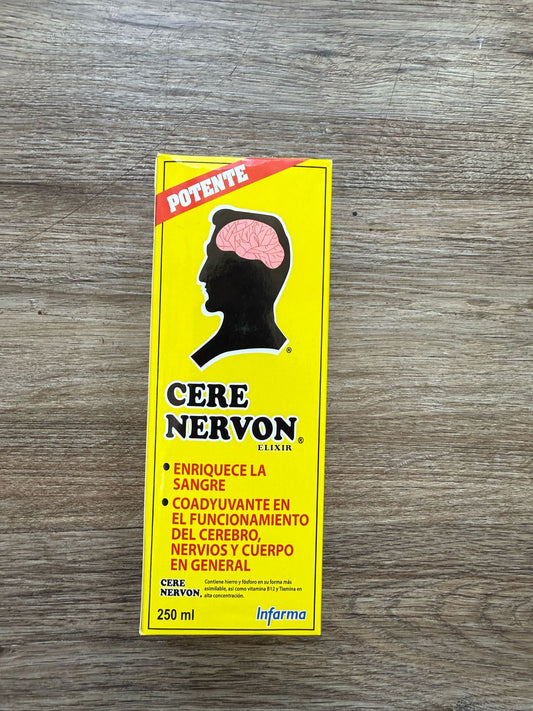 POTENTE
®
CERE
NERVON®
ELIXIR
• ENRIQUECE LA
SANGRE
• COADYUVANTE EN
EL FUNCIONAMIENTO
DEL CEREBRO,
NERVIOS Y CUERPO
EN GENERAL
CERE
NERVON.
Contiene hierro y fósforo en su forma más
asimilable, así como vitamina B12 y Tiamina en
alta concentración.
250 ml
Infarma